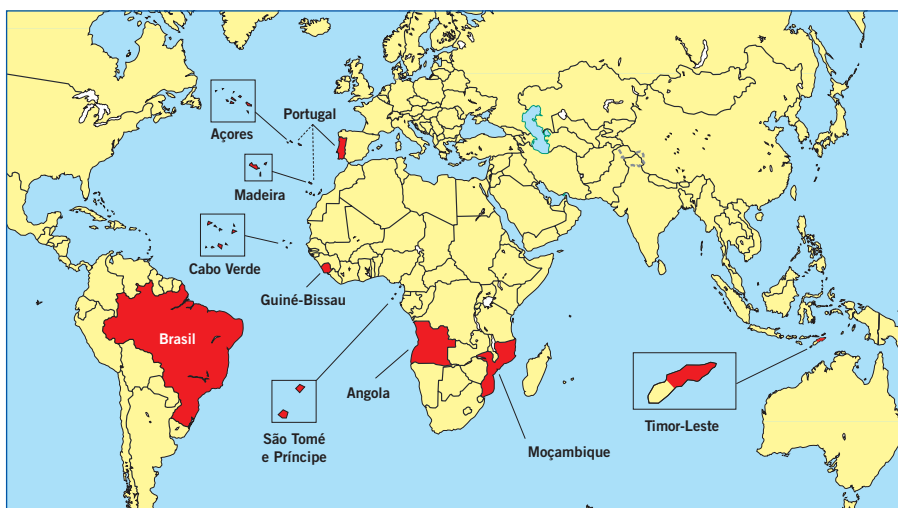 Portugal
Açores
Madeira
Cabo Verde
Guiné-Bissau
Brasil
Angola
São Tomé
e Príncipe
Moçambique
Timor-Leste